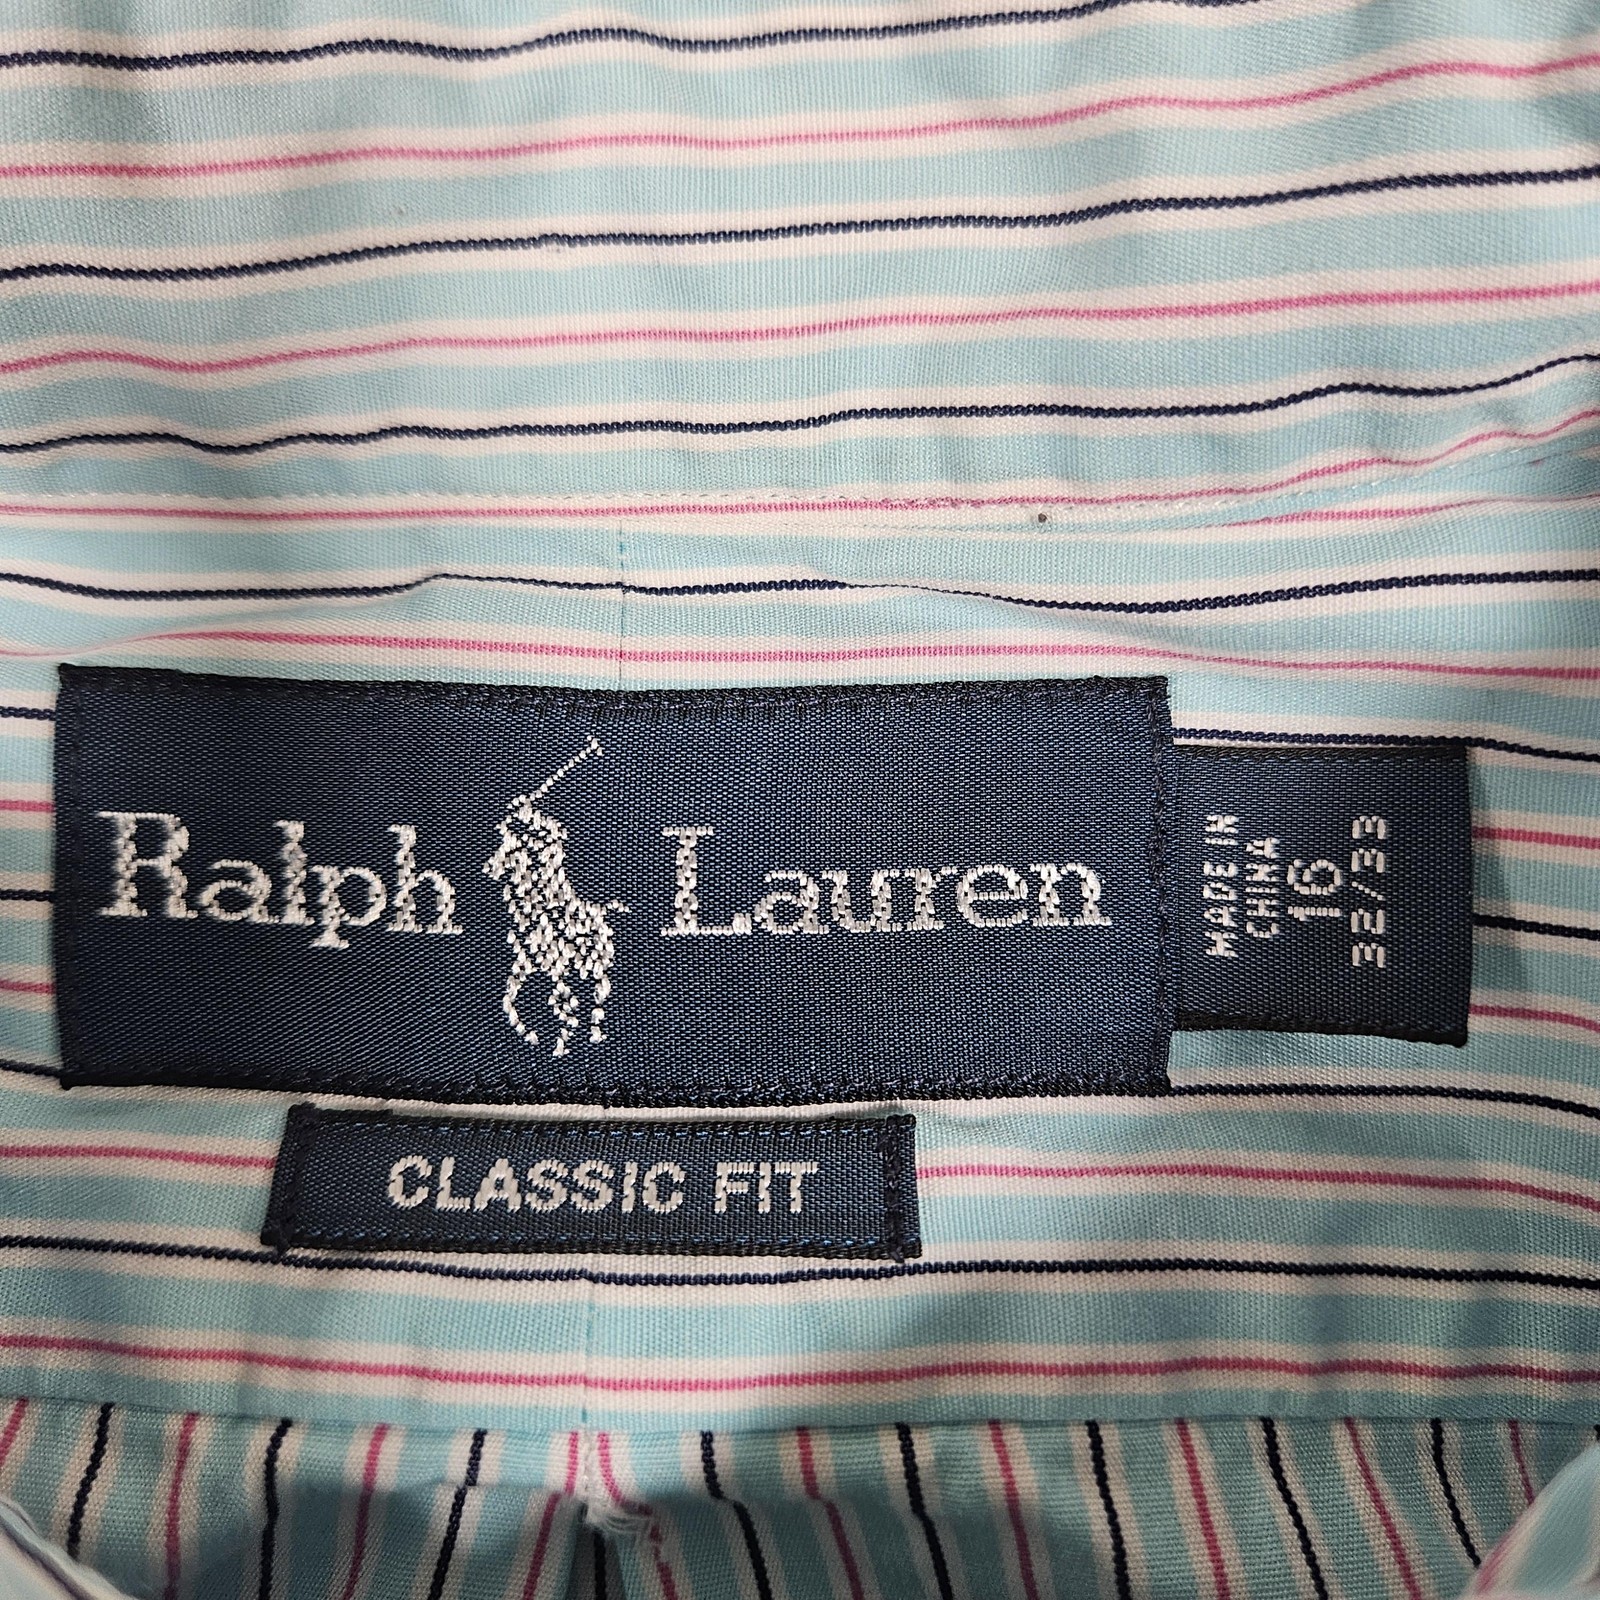 Ralph Lauren
MADE IN
CHINA
16
32/33
CLASSIC FIT